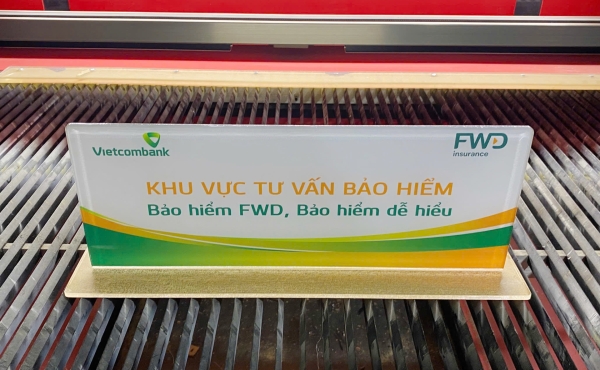 Vietcombank
FWD
insurance
KHU VỰC TƯ VẤN BẢO HIỂM
Bảo hiểm FWD, Bảo hiểm dễ hiểu